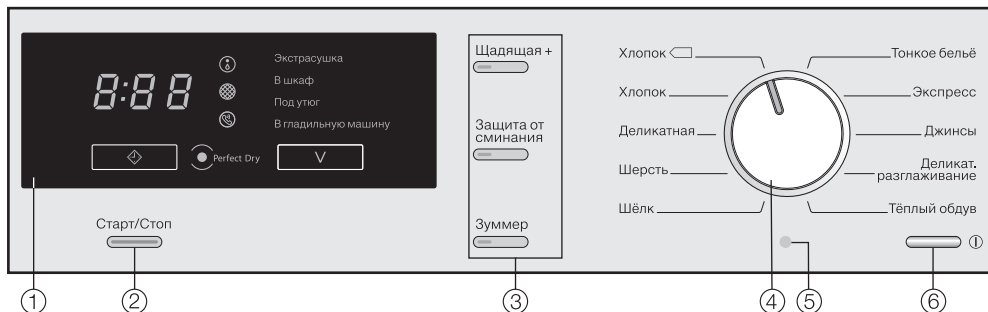 8:88
Экстрасушка
В шкаф
Под утюг
В гладильную машину
Perfect Dry
Старт/Стоп
Щадящая +
Защита от
сминания
Зуммер
Хлопок
Хлопок
Деликатная
Шерсть
Шёлк
Тонкое бельё
Экспресс
Джинсы
Деликат.
разглаживание
Тёплый обдув
1
2
3
4
5
6